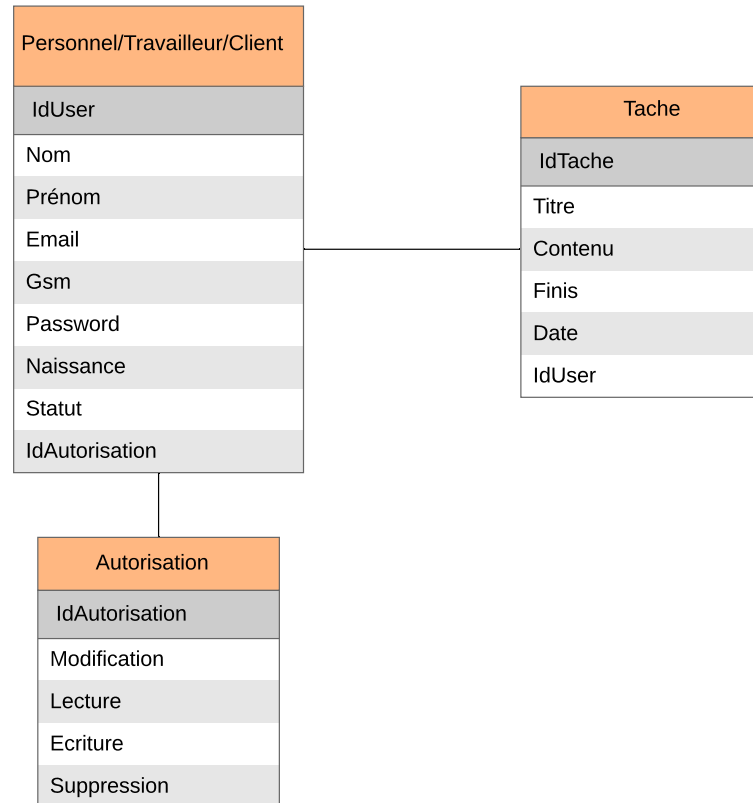 Personnel/Travailleur/Client
IdUser
Nom
Prénom
Email
Gsm
Password
Naissance
Statut
IdAutorisation
Tache
IdTache
Titre
Contenu
Finis
Date
IdUser
Autorisation
IdAutorisation
Modification
Lecture
Ecriture
Suppression